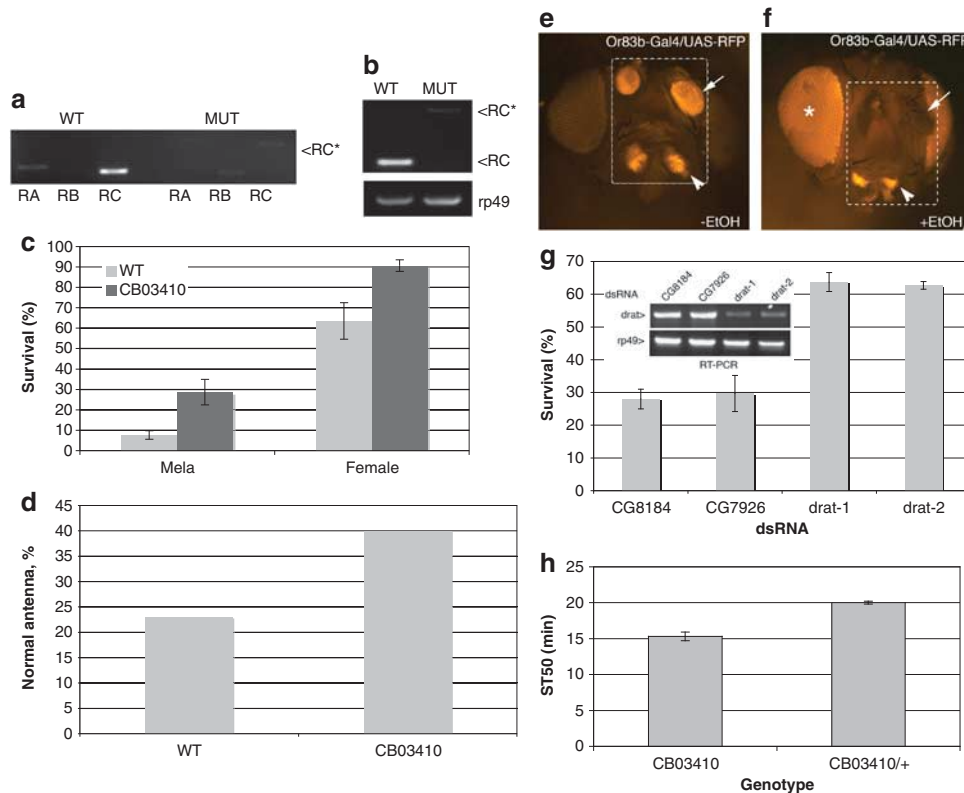 a
WT MUT
<RC*
RA RB RC RA RB RC
b
WT MUT
<RC*
<RC
rp49
c
100
90
80
70
60
50
40
30
20
10
0
Survival (%)
WT
CB03410
Mela Female
d
45
40
35
30
25
20
15
10
5
0
Normal antenna, %
WT CB03410
e
Or83b-Gal4/UAS-RFP
-EtOH
f
Or83b-Gal4/UAS-RFP
*
+EtOH
g
70
60
50
40
30
20
10
0
Survival (%)
dsRNA CG8184 CG7926 drat-1 drat-2
drat>
rp49>
RT-PCR
CG8184 CG7926 drat-1 drat-2
dsRNA
h
25
20
15
10
5
0
ST50 (min)
CB03410 CB03410/+
Genotype